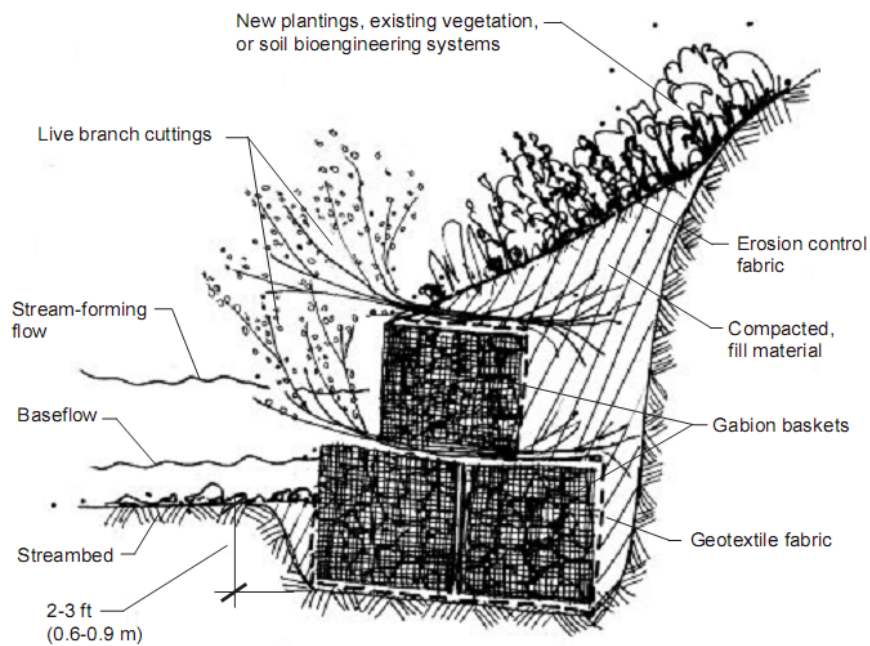 New plantings, existing vegetation,
or soil bioengineering systems
Live branch cuttings
Erosion control
fabric
Stream-forming
flow
Compacted,
fill material
Baseflow
Gabion baskets
Streambed
Geotextile fabric
2-3 ft
(0.6-0.9 m)